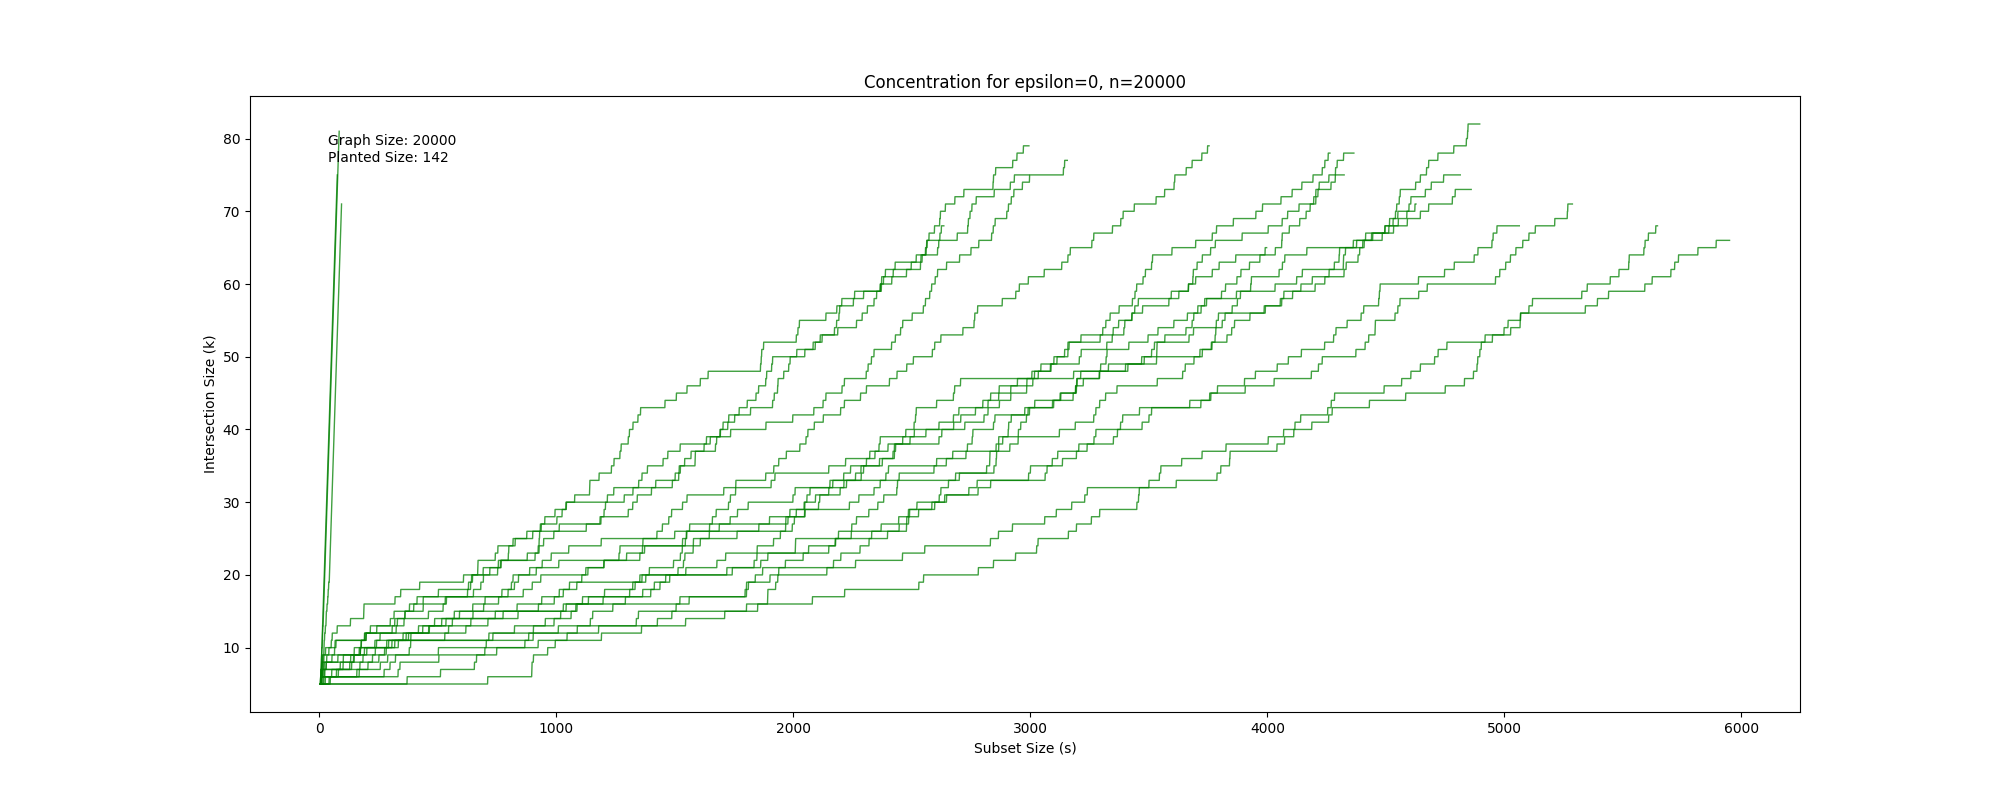 Concentration for epsilon=0, n=20000
Graph Size: 20000
Planted Size: 142
Intersection Size (k)
80
70
60
50
40
30
20
10
0 1000 2000 3000 4000 5000 6000
Subset Size (s)